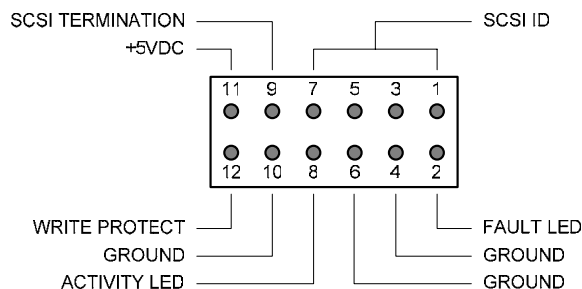 SCSI TERMINATION SCSI ID
+5VDC
11 9 7 5 3 1
12 10 8 6 4 2
WRITE PROTECT FAULT LED
GROUND GROUND
ACTIVITY LED GROUND